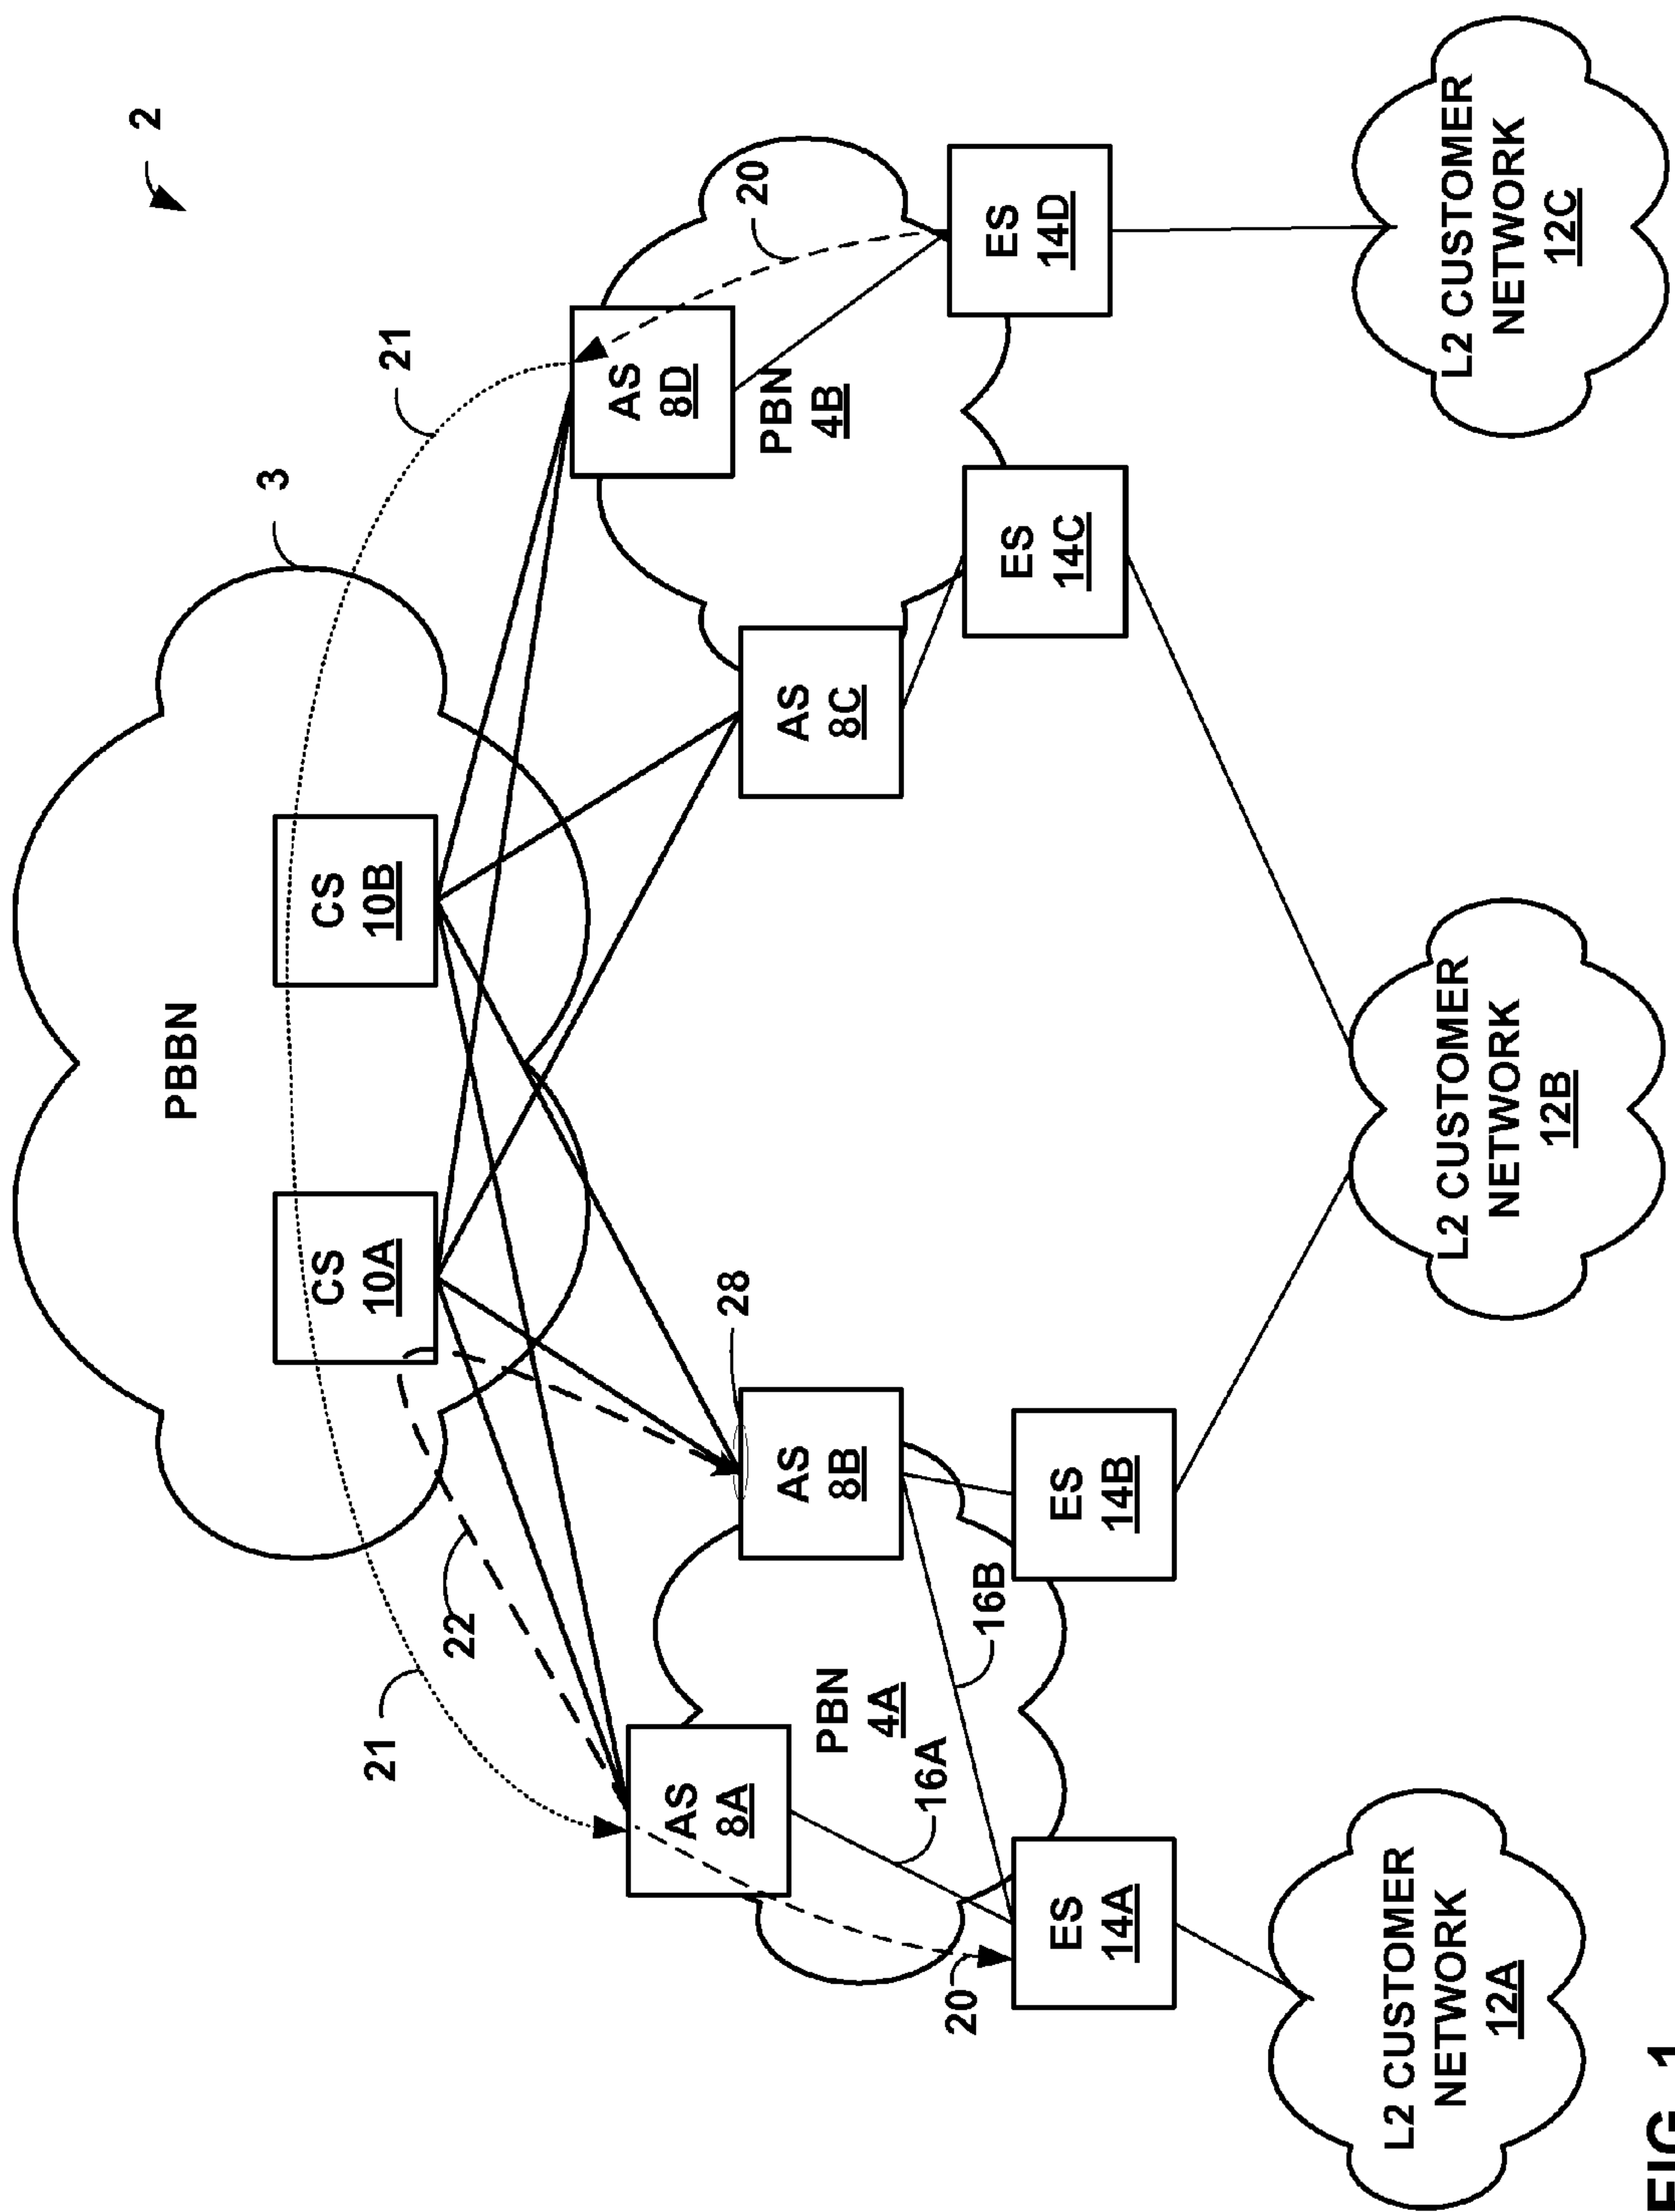 2
PBBN
3
CS
10A
CS
10B
21
21
22
AS
8D
AS
8A
28
20
PBN
4B
AS
8B
AS
8C
PBN
4A
16A
20
16B
ES
14D
ES
14C
ES
14A
ES
14B
L2 CUSTOMER
NETWORK
12A
L2 CUSTOMER
NETWORK
12B
L2 CUSTOMER
NETWORK
12C
FIG. 1